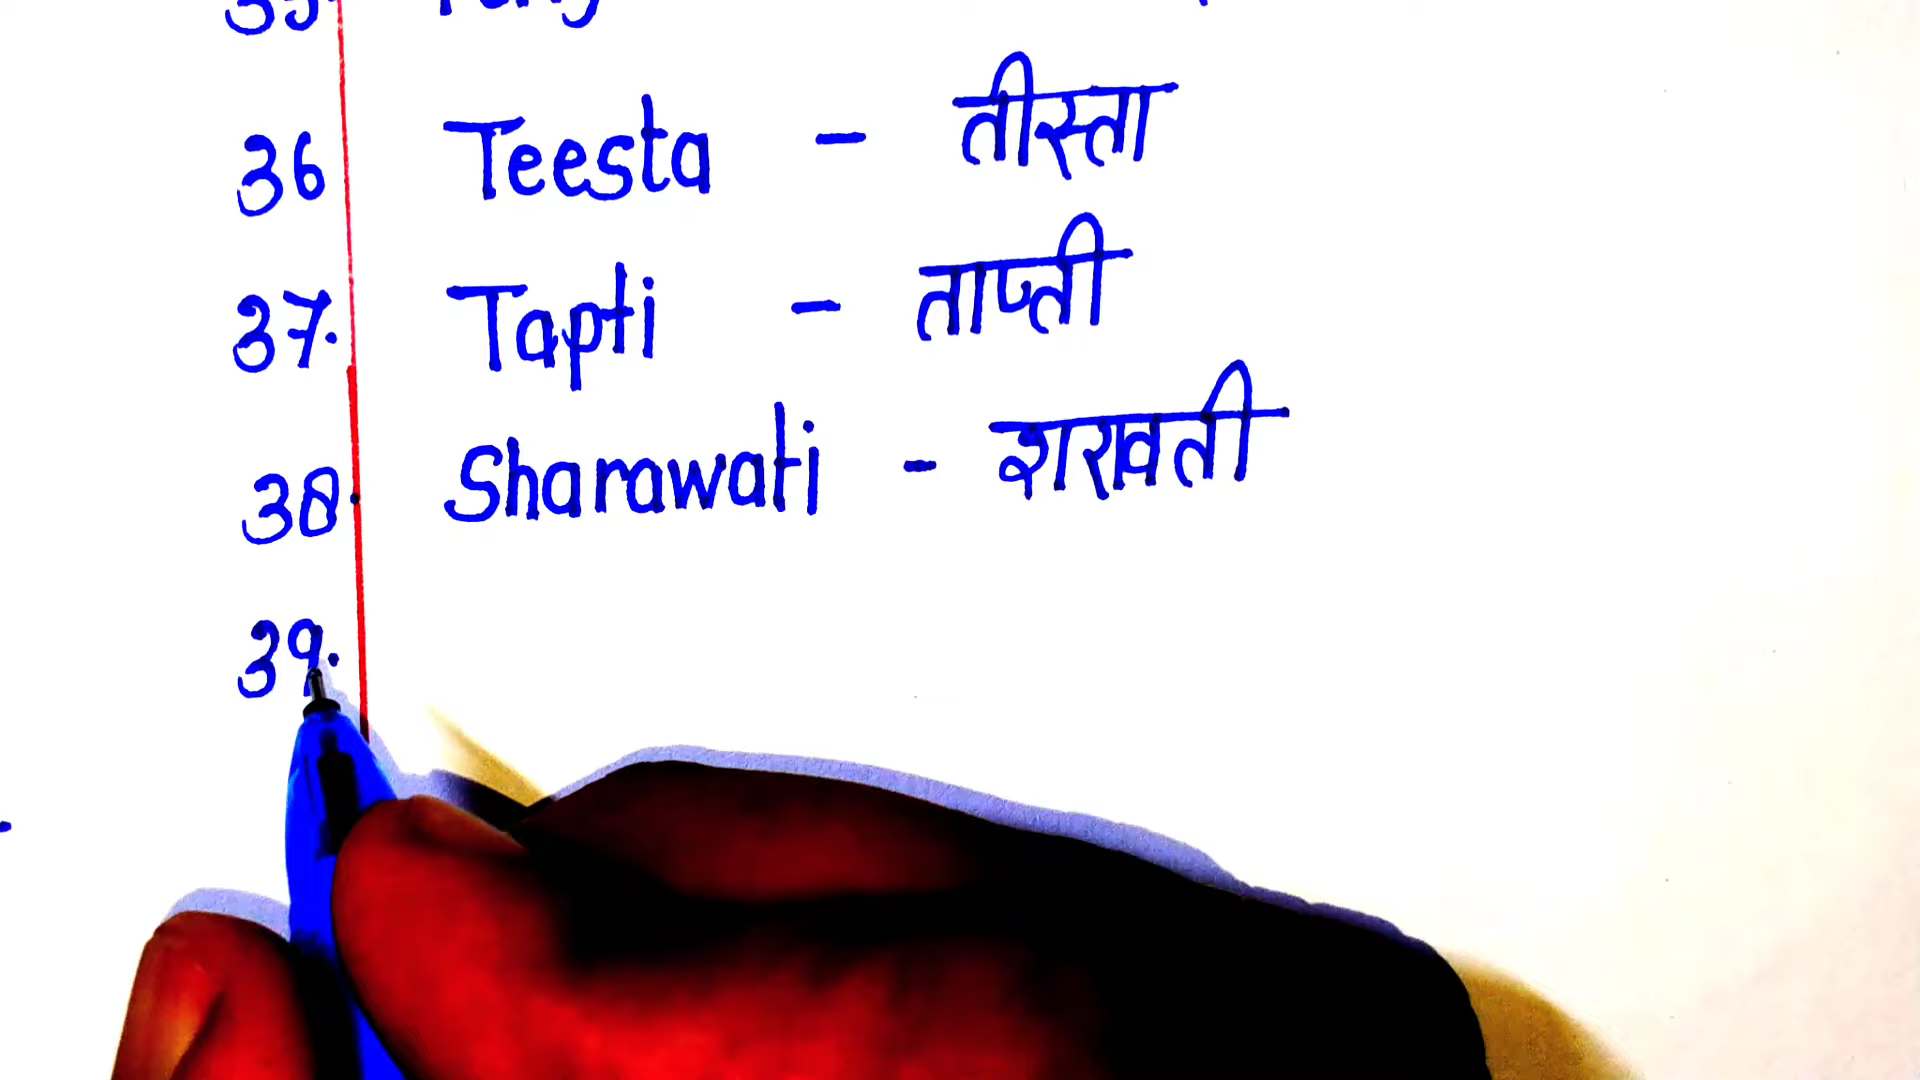 36 Teesta - तीस्ता
37. Tapti - ताप्ती
38. Sharawati - शरावती
39.